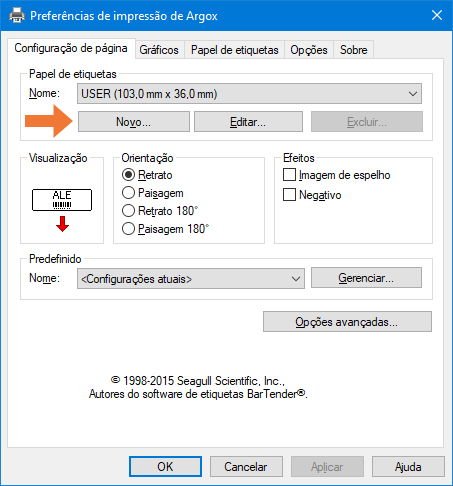 Preferências de impressão de Argox
Configuração de página Gráficos Papel de etiquetas Opções Sobre
Papel de etiquetas
Nome: USER (103,0 mm x 36,0 mm)
Novo... Editar... Excluir...
Visualização
ALE
Orientação
Retrato
Paisagem
Retrato 180°
Paisagem 180°
Efeitos
Imagem de espelho
Negativo
Predefinido
Nome: <Configurações atuais> Gerenciar...
Opções avançadas...
© 1998-2015 Seagull Scientific, Inc.,
Autores do software de etiquetas BarTender®.
OK Cancelar Aplicar Ajuda